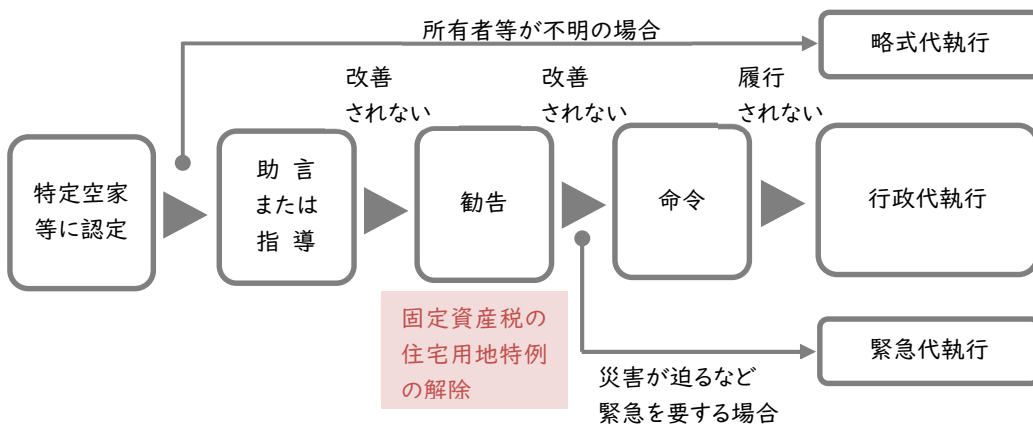 所有者等が不明の場合
略式代執行
改善
されない
改善
されない
履行
されない
特定空家
等に認定
助 言
または
指 導
勧告
命令
行政代執行
固定資産税の
住宅用地特例
の解除
災害が迫るなど
緊急を要する場合
緊急代執行